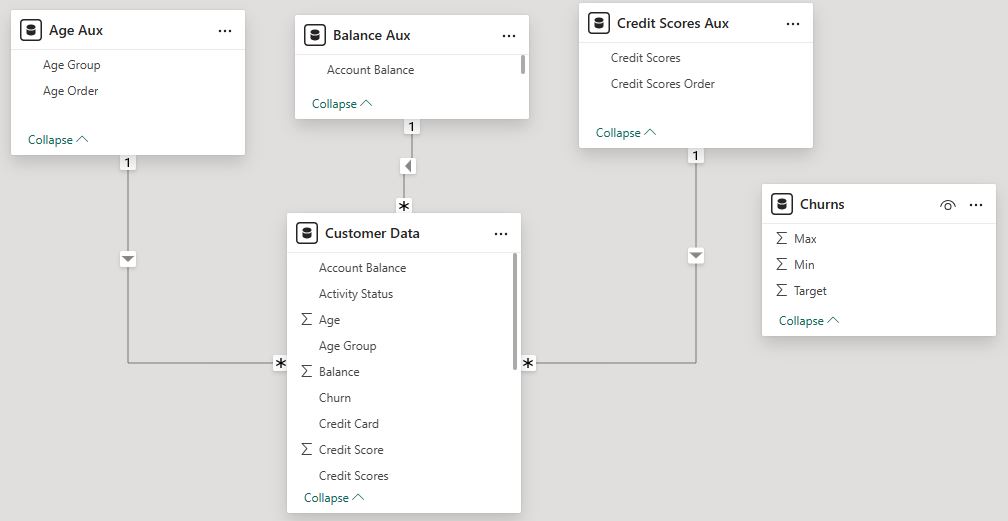 Age Aux
Age Group
Age Order
Collapse
1
Balance Aux
Account Balance
Collapse
1
*
Credit Scores Aux
Credit Scores
Credit Scores Order
Collapse
1
Customer Data
Account Balance
Activity Status
Age
Age Group
Balance
Churn
Credit Card
Credit Score
Credit Scores
Collapse
*
*
Churns
Max
Min
Target
Collapse